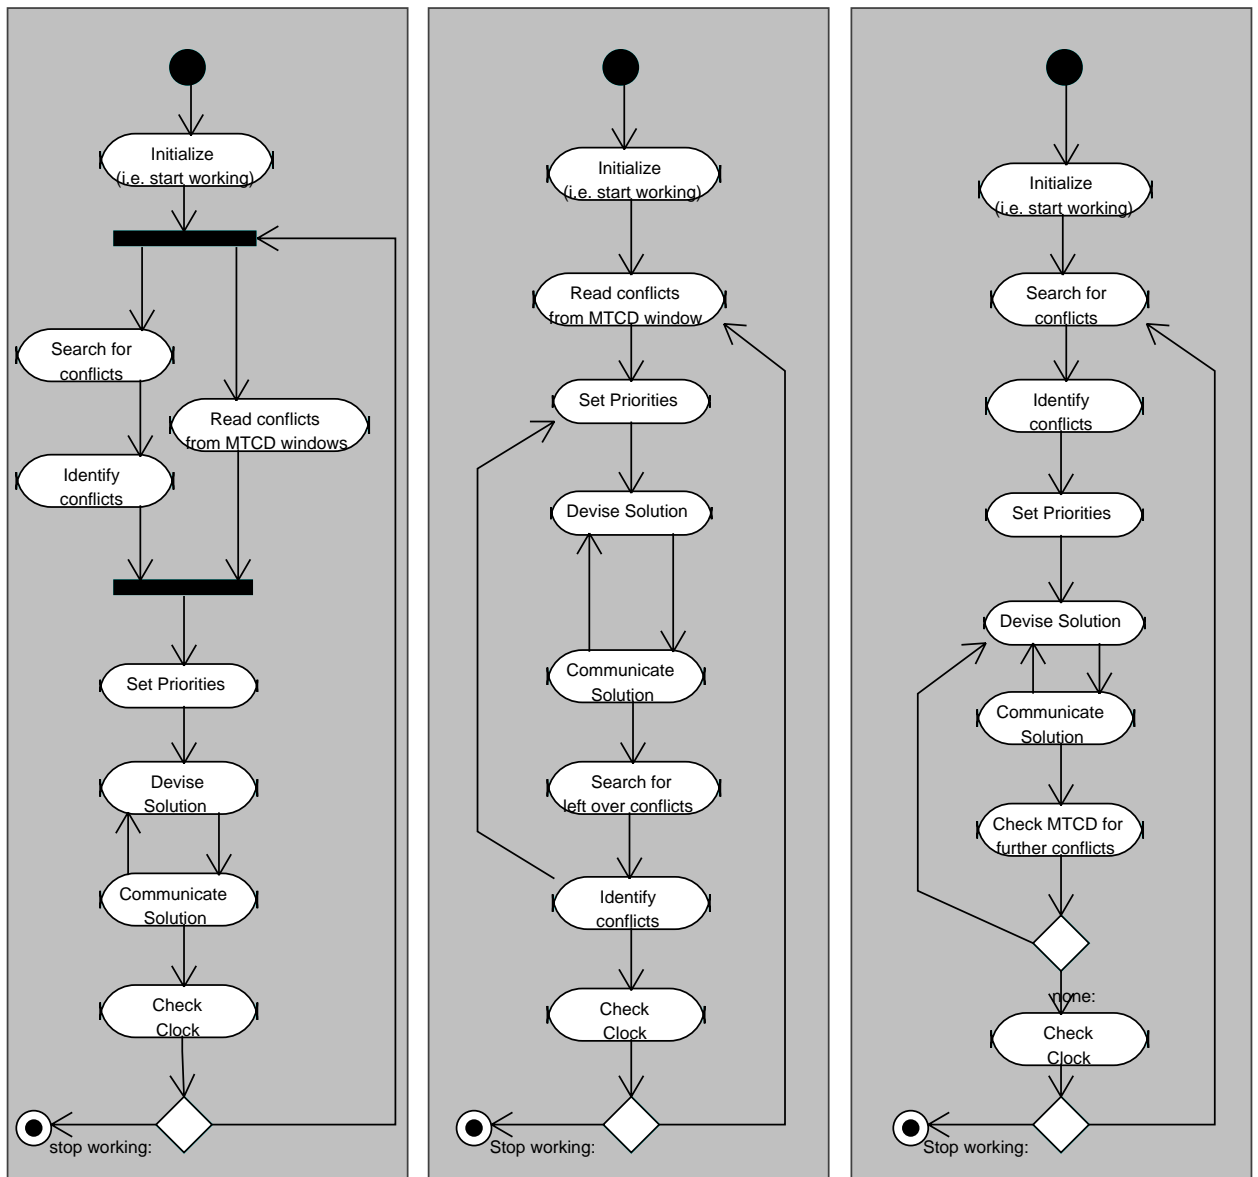 Initialize
(i.e. start working)
Search for
conflicts
Read conflicts
from MTCD windows
Identify
conflicts
Set Priorities
Devise
Solution
Communicate
Solution
Check
Clock
stop working:
Initialize
(i.e. start working)
Read conflicts
from MTCD window
Set Priorities
Devise Solution
Communicate
Solution
Search for
left over conflicts
Identify
conflicts
Check
Clock
Stop working:
Initialize
(i.e. start working)
Search for
conflicts
Identify
conflicts
Set Priorities
Devise Solution
Communicate
Solution
Check MTCD for
further conflicts
none:
Check
Clock
Stop working: